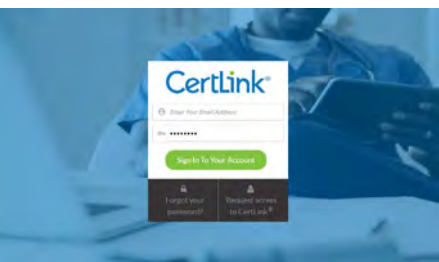 CertLink®
Enter Your Email Address
••••••••
Sign In To Your Account
Forgot your
password?
Request access
to CertLink®